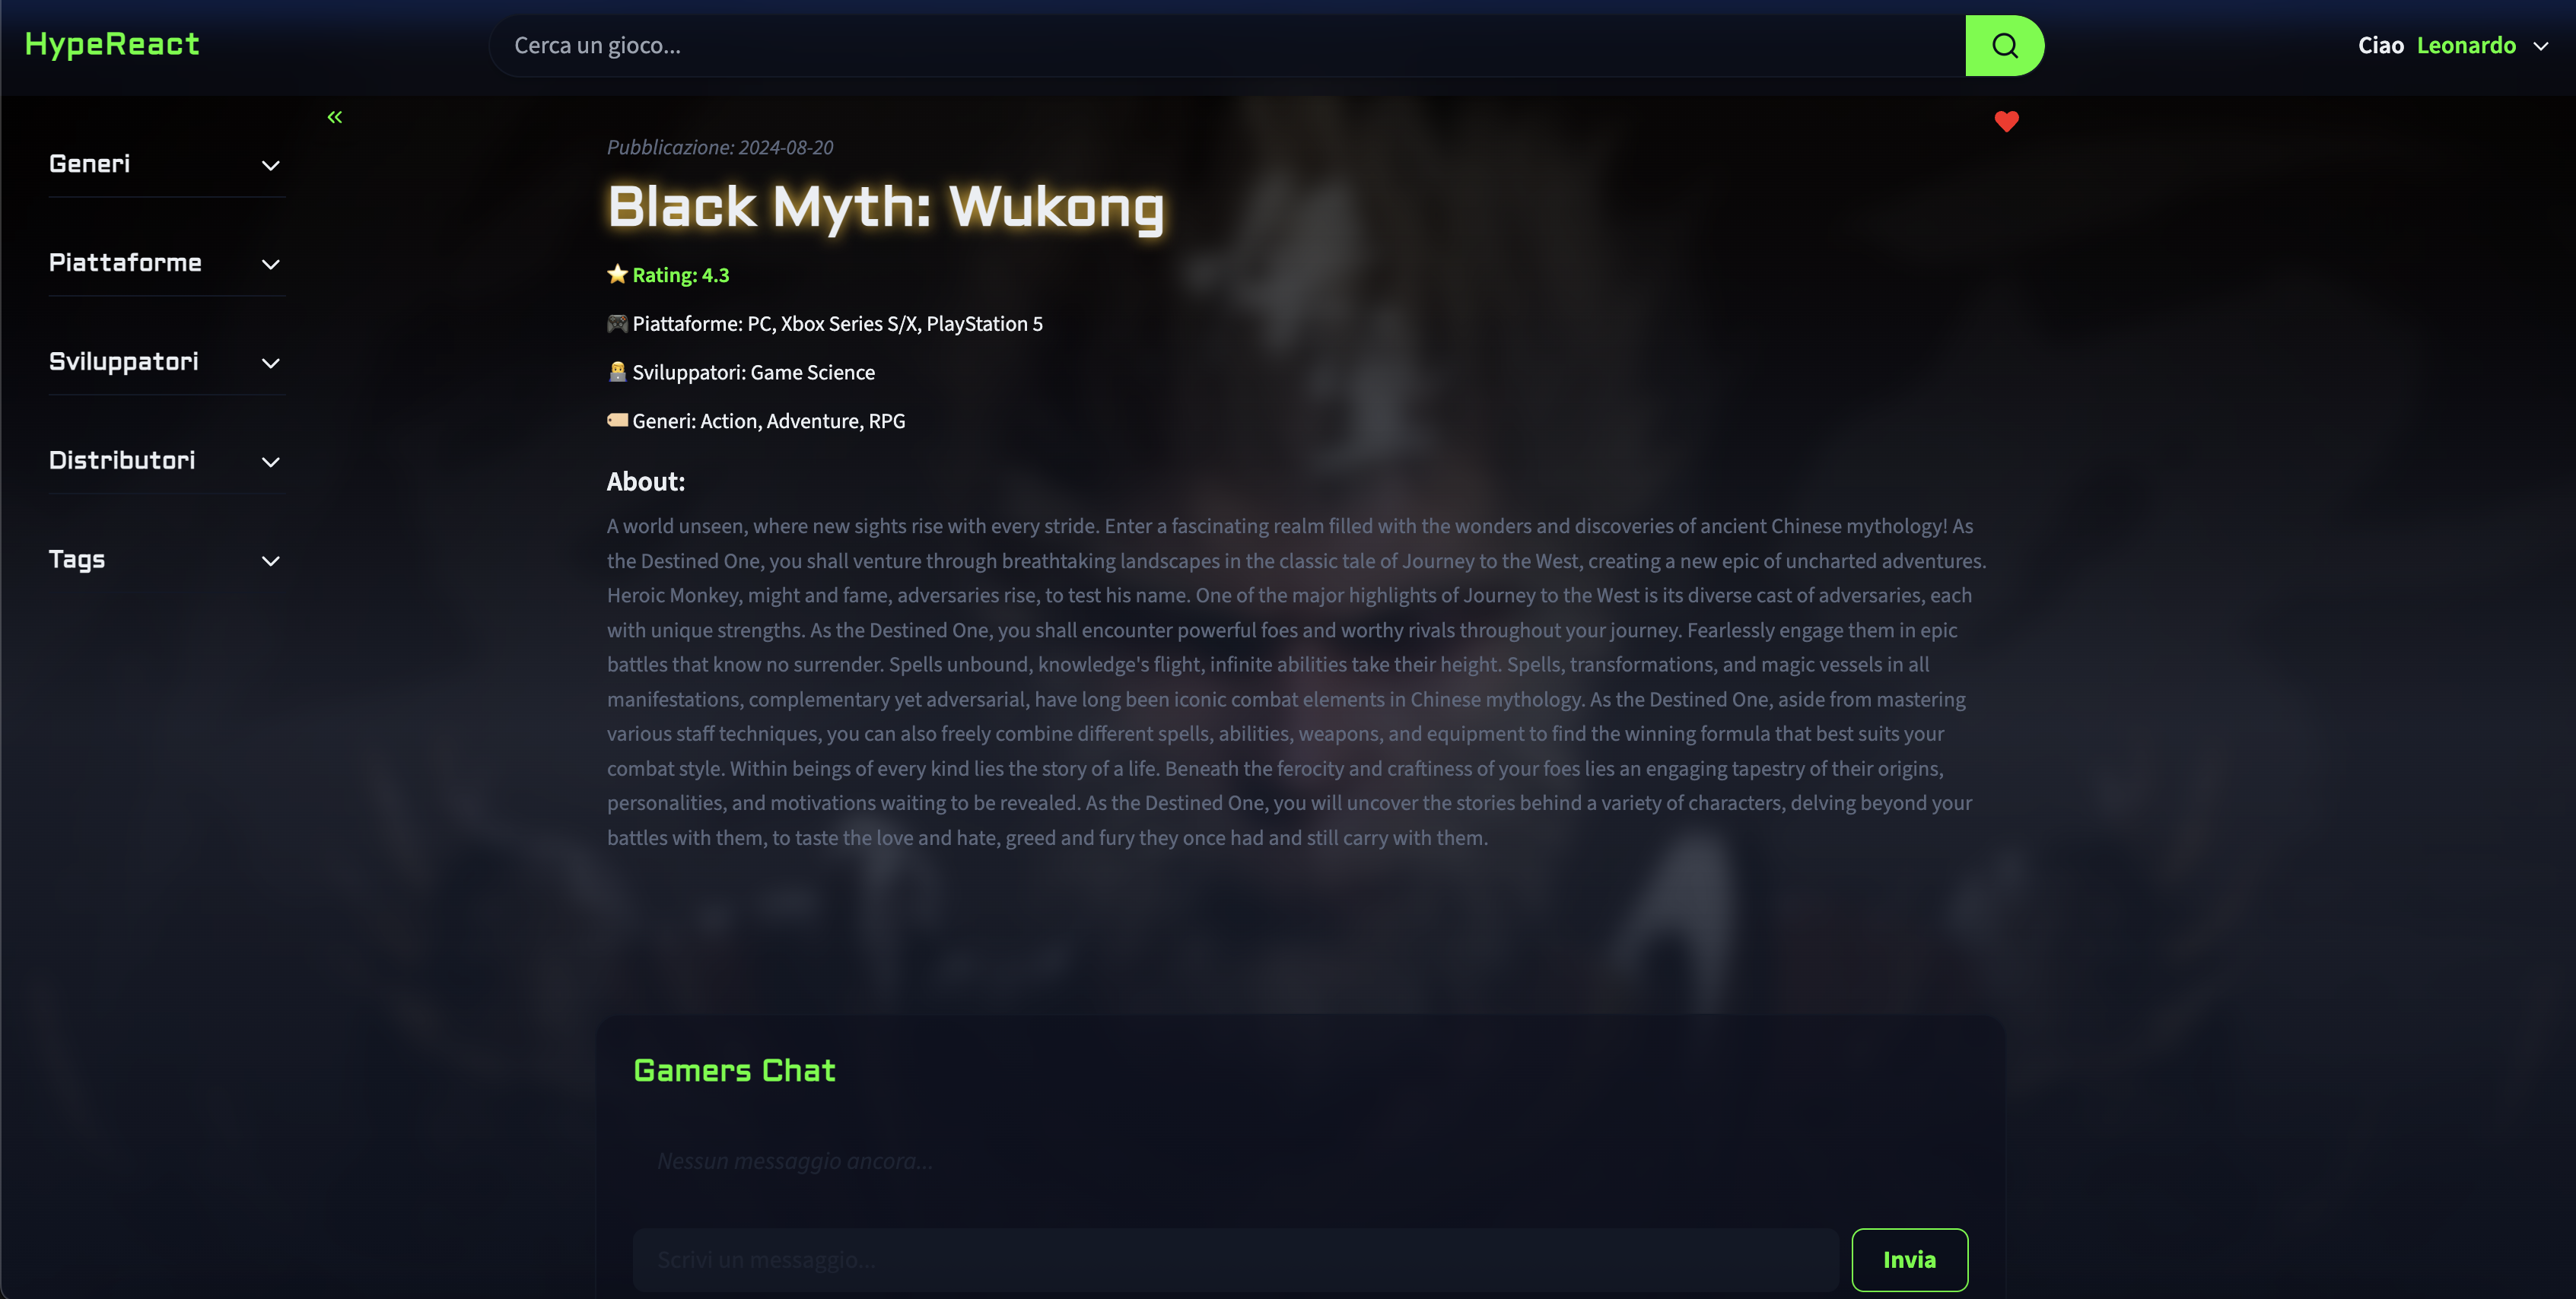 HypeReact
Cerca un gioco...
Ciao Leonardo
Generi
Piattaforme
Sviluppatori
Distributori
Tags
Pubblicazione: 2024-08-20
Black Myth: Wukong
⭐ Rating: 4.3
🎮 Piattaforme: PC, Xbox Series S/X, PlayStation 5
👨‍💻 Sviluppatori: Game Science
🏷️ Generi: Action, Adventure, RPG
About:
A world unseen, where new sights rise with every stride. Enter a fascinating realm filled with the wonders and discoveries of ancient Chinese mythology! As
the Destined One, you shall venture through breathtaking landscapes in the classic tale of Journey to the West, creating a new epic of uncharted adventures.
Heroic Monkey, might and fame, adversaries rise, to test his name. One of the major highlights of Journey to the West is its diverse cast of adversaries, each
with unique strengths. As the Destined One, you shall encounter powerful foes and worthy rivals throughout your journey. Fearlessly engage them in epic
battles that know no surrender. Spells unbound, knowledge's flight, infinite abilities take their height. Spells, transformations, and magic vessels in all
manifestations, complementary yet adversarial, have long been iconic combat elements in Chinese mythology. As the Destined One, aside from mastering
various staff techniques, you can also freely combine different spells, abilities, weapons, and equipment to find the winning formula that best suits your
combat style. Within beings of every kind lies the story of a life. Beneath the ferocity and craftiness of your foes lies an engaging tapestry of their origins,
personalities, and motivations waiting to be revealed. As the Destined One, you will uncover the stories behind a variety of characters, delving beyond your
battles with them, to taste the love and hate, greed and fury they once had and still carry with them.
Gamers Chat
Nessun messaggio ancora...
Scrivi un messaggio...
Invia